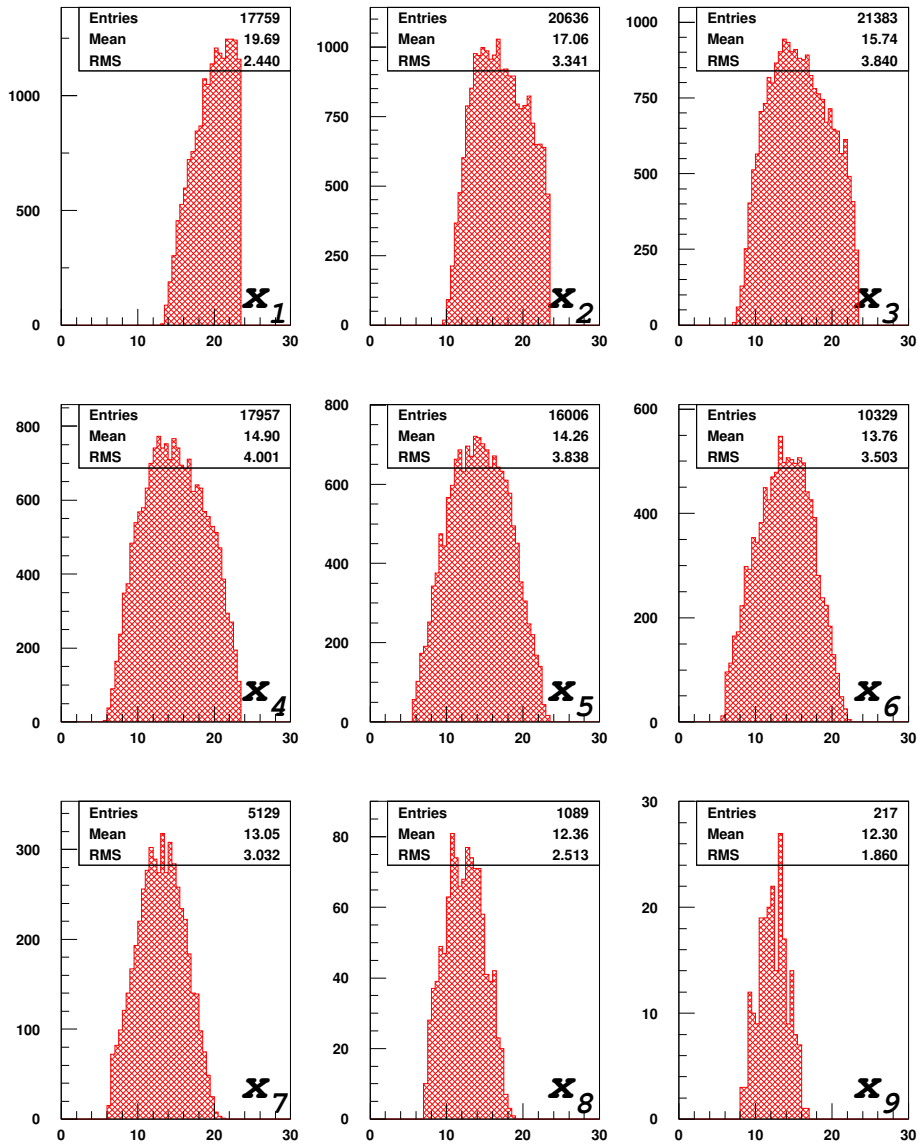 Entries 17759
Mean 19.69
RMS 2.440
1000
500
0
0 10 20 30
x1
Entries 20636
Mean 17.06
RMS 3.341
1000
750
500
250
0
0 10 20 30
x2
Entries 21383
Mean 15.74
RMS 3.840
1000
750
500
250
0
0 10 20 30
x3
Entries 17957
Mean 14.90
RMS 4.001
800
600
400
200
0
0 10 20 30
x4
Entries 16006
Mean 14.26
RMS 3.838
800
600
400
200
0
0 10 20 30
x5
Entries 10329
Mean 13.76
RMS 3.503
600
400
200
0
0 10 20 30
x6
Entries 5129
Mean 13.05
RMS 3.032
300
200
100
0
0 10 20 30
x7
Entries 1089
Mean 12.36
RMS 2.513
80
60
40
20
0
0 10 20 30
x8
Entries 217
Mean 12.30
RMS 1.860
30
20
10
0
0 10 20 30
x9